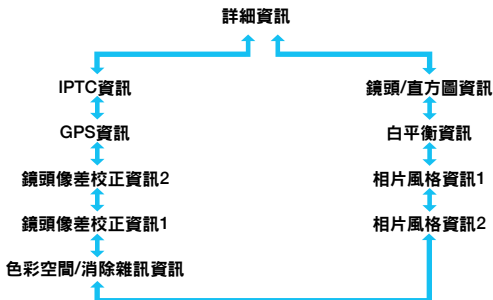 詳細資訊
IPTC資訊
鏡頭/直方圖資訊
GPS資訊
白平衡資訊
鏡頭像差校正資訊2
相片風格資訊1
鏡頭像差校正資訊1
相片風格資訊2
色彩空間/消除雜訊資訊